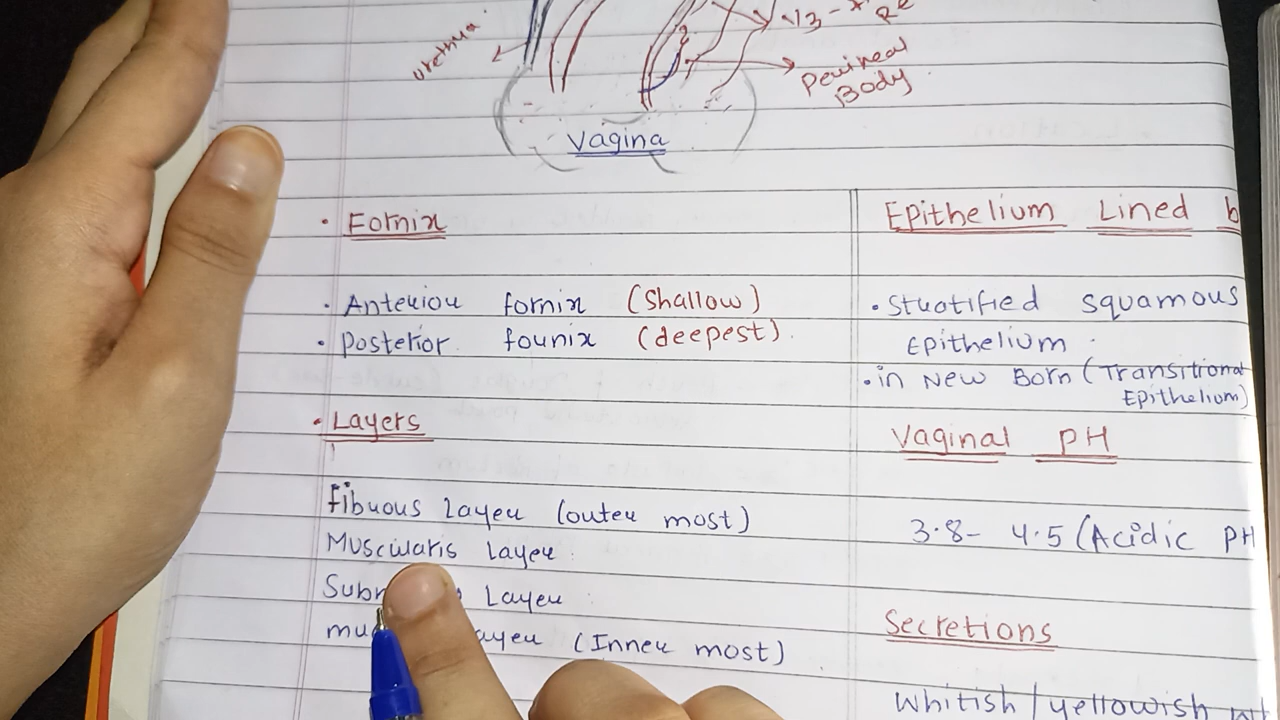 urethra
1/3 -
Perineal
Body
Vagina
• Fornix
• Anterior fornix (Shallow)
• Posterior fornix (deepest).
• Layers
fibrous layer (outer most)
Muscularis layer
Layer
(Inner most)
Epithelium Lined
• Stratified squamous
Epithelium
• in New Born (Transitional
Epithelium)
Vaginal pH
3.8- 4.5 (Acidic pH
Secretions
Whitish / yellowish